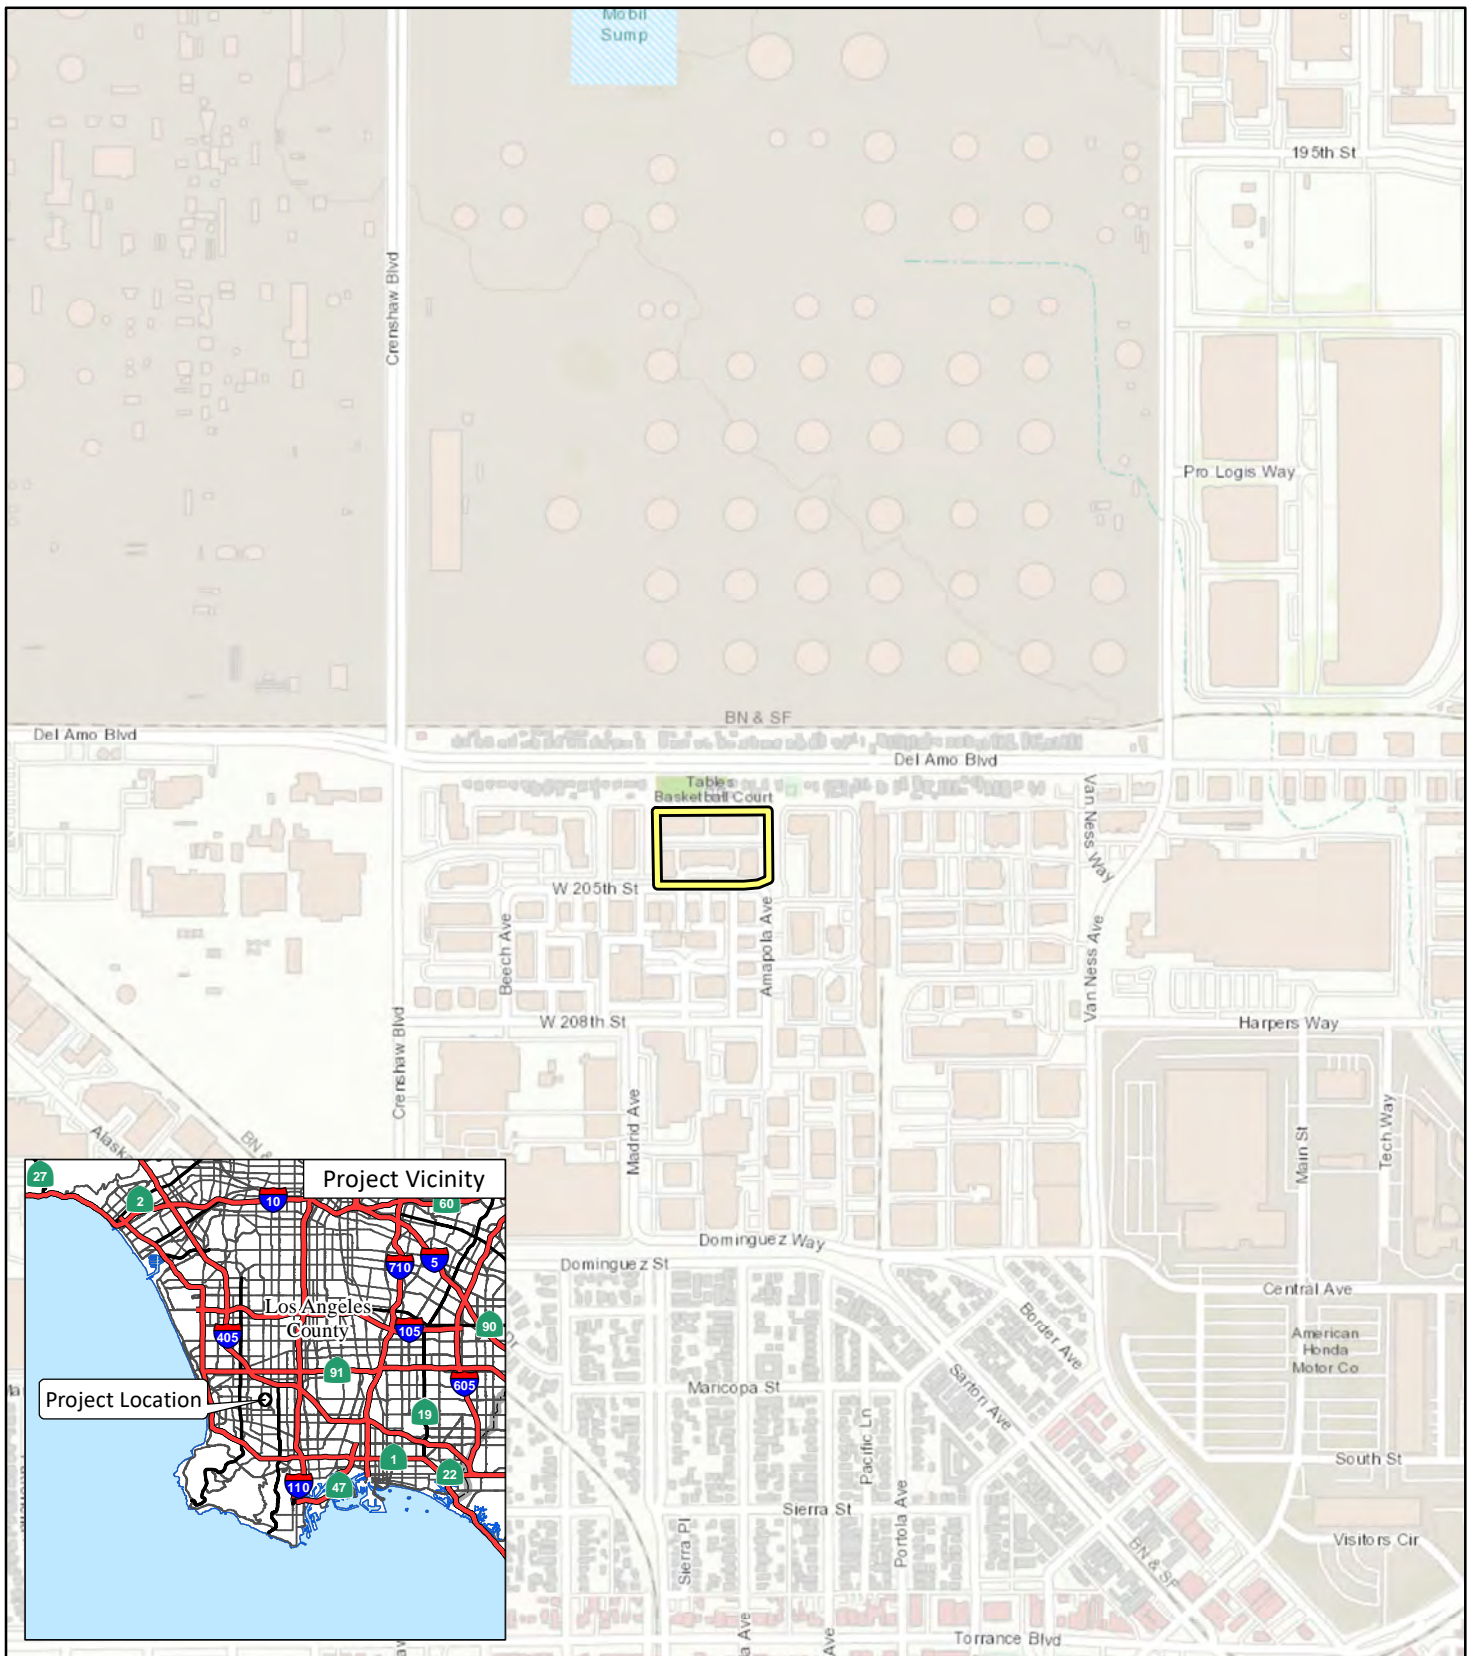 Mobil
Sump
195th St
Crenshaw Blvd
Pro Logis Way
BN & SF
Del Amo Blvd
Del Amo Blvd
Tables
Basketball Court
Van Ness Way
W 205th St
Beech Ave
Amapola Ave
Van Ness Ave
W 208th St
Harpers Way
Crenshaw Blvd
Madrid Ave
Main St
Tech Way
Alaska
BN &
Project Vicinity
27
2
10
60
710
5
Los Angeles
County
405
105
90
91
605
Project Location
19
1
22
110
47
Dominguez Way
Dominguez St
Central Ave
Border Ave
American
Honda
Motor Co
Maricopa St
Sartori Ave
Pacific Ln
South St
Sierra St
Portola Ave
Sierra Pl
BN & SF
Visitors Cir
Torrance Blvd
Ave